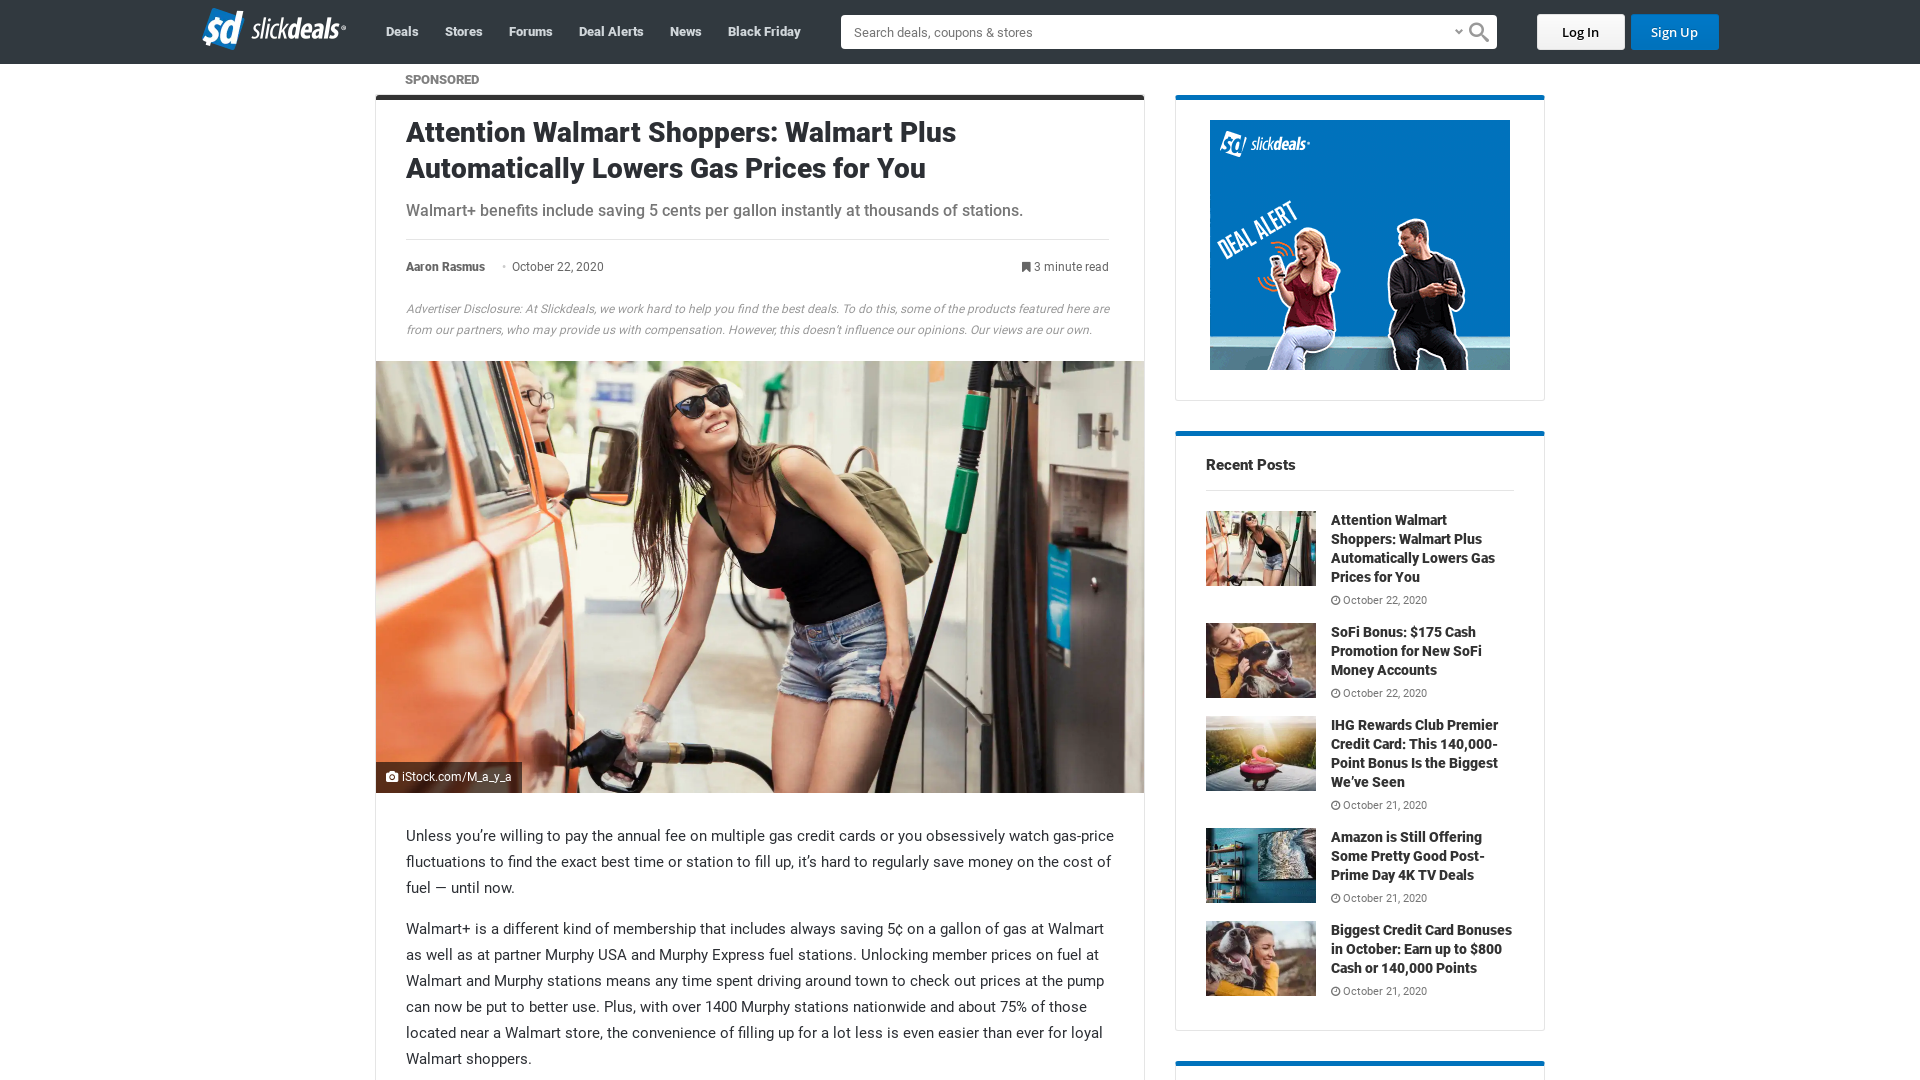 $d slickdeals
Deals
Stores
Forums
Deal Alerts
News
Black Friday
Search deals, coupons & stores
Log In
Sign Up
SPONSORED
Attention Walmart Shoppers: Walmart Plus
Automatically Lowers Gas Prices for You
Walmart+ benefits include saving 5 cents per gallon instantly at thousands of stations.
Aaron Rasmus • October 22, 2020
3 minute read
Advertiser Disclosure: At Slickdeals, we work hard to help you find the best deals. To do this, some of the products featured here are
from our partners, who may provide us with compensation. However, this doesn’t influence our opinions. Our views are our own.
iStock.com/M_a_y_a
Unless you’re willing to pay the annual fee on multiple gas credit cards or you obsessively watch gas-price
fluctuations to find the exact best time or station to fill up, it’s hard to regularly save money on the cost of
fuel — until now.
Walmart+ is a different kind of membership that includes always saving 5¢ on a gallon of gas at Walmart
as well as at partner Murphy USA and Murphy Express fuel stations. Unlocking member prices on fuel at
Walmart and Murphy stations means any time spent driving around town to check out prices at the pump
can now be put to better use. Plus, with over 1400 Murphy stations nationwide and about 75% of those
located near a Walmart store, the convenience of filling up for a lot less is even easier than ever for loyal
Walmart shoppers.
$d slickdeals
DEAL ALERT
Recent Posts
Attention Walmart
Shoppers: Walmart Plus
Automatically Lowers Gas
Prices for You
October 22, 2020
SoFi Bonus: $175 Cash
Promotion for New SoFi
Money Accounts
October 22, 2020
IHG Rewards Club Premier
Credit Card: This 140,000-
Point Bonus Is the Biggest
We’ve Seen
October 21, 2020
Amazon is Still Offering
Some Pretty Good Post-
Prime Day 4K TV Deals
October 21, 2020
Biggest Credit Card Bonuses
in October: Earn up to $800
Cash or 140,000 Points
October 21, 2020